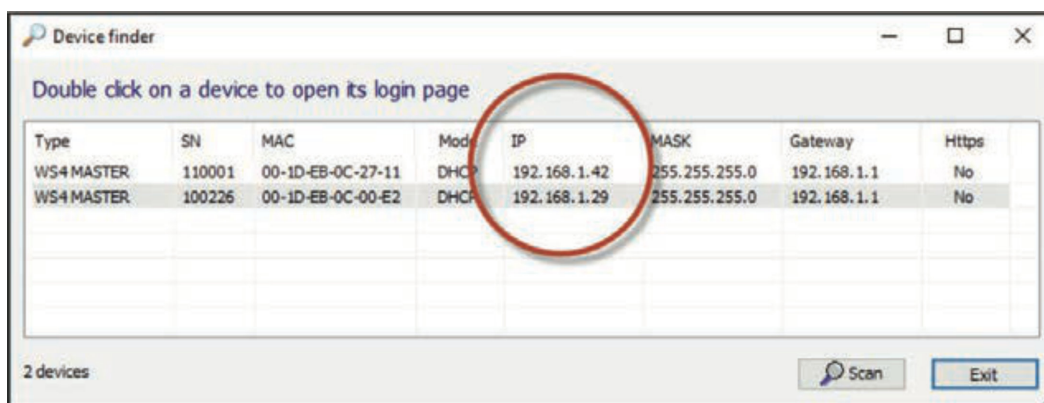 Device finder
Double click on a device to open its login page
Type SN MAC Mode IP MASK Gateway Https
WS4 MASTER 110001 00-1D-EB-0C-27-11 DHCP 192.168.1.42 255.255.255.0 192.168.1.1 No
WS4 MASTER 100226 00-1D-EB-0C-00-E2 DHCP 192.168.1.29 255.255.255.0 192.168.1.1 No
2 devices Scan Exit